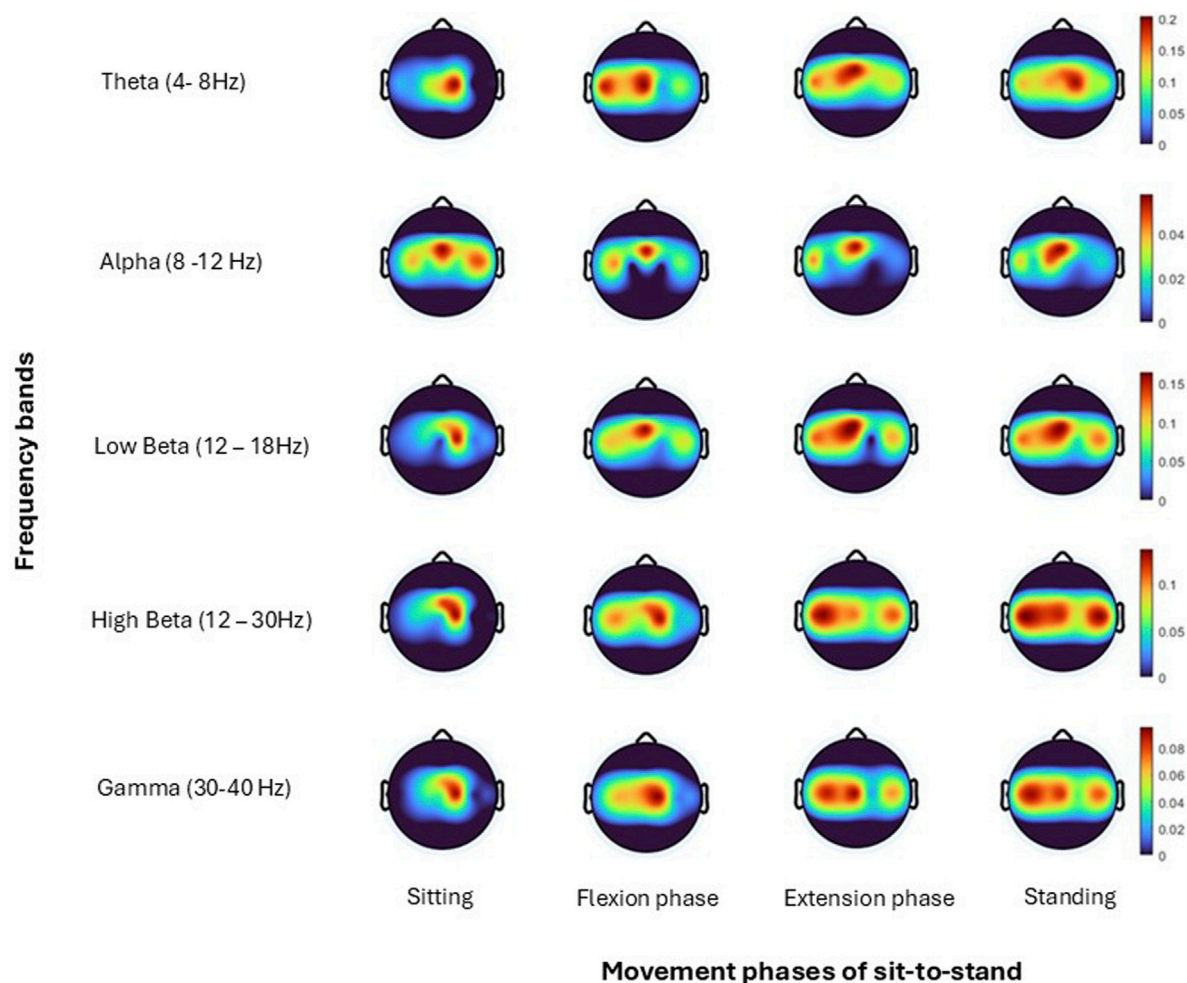 Theta (4- 8Hz)
0.2
0.15
0.1
0.05
0
Alpha (8 -12 Hz)
0.04
0.02
0
Low Beta (12 – 18Hz)
0.15
0.1
0.05
0
High Beta (12 – 30Hz)
0.1
0.05
0
Gamma (30-40 Hz)
0.08
0.06
0.04
0.02
0
Frequency bands
Sitting
Flexion phase
Extension phase
Standing
Movement phases of sit-to-stand